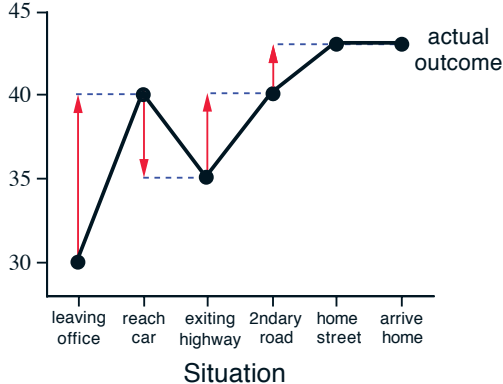 45
40
35
30
actual
outcome
leaving
office
reach
car
exiting
highway
2ndary
road
home
street
arrive
home
Situation